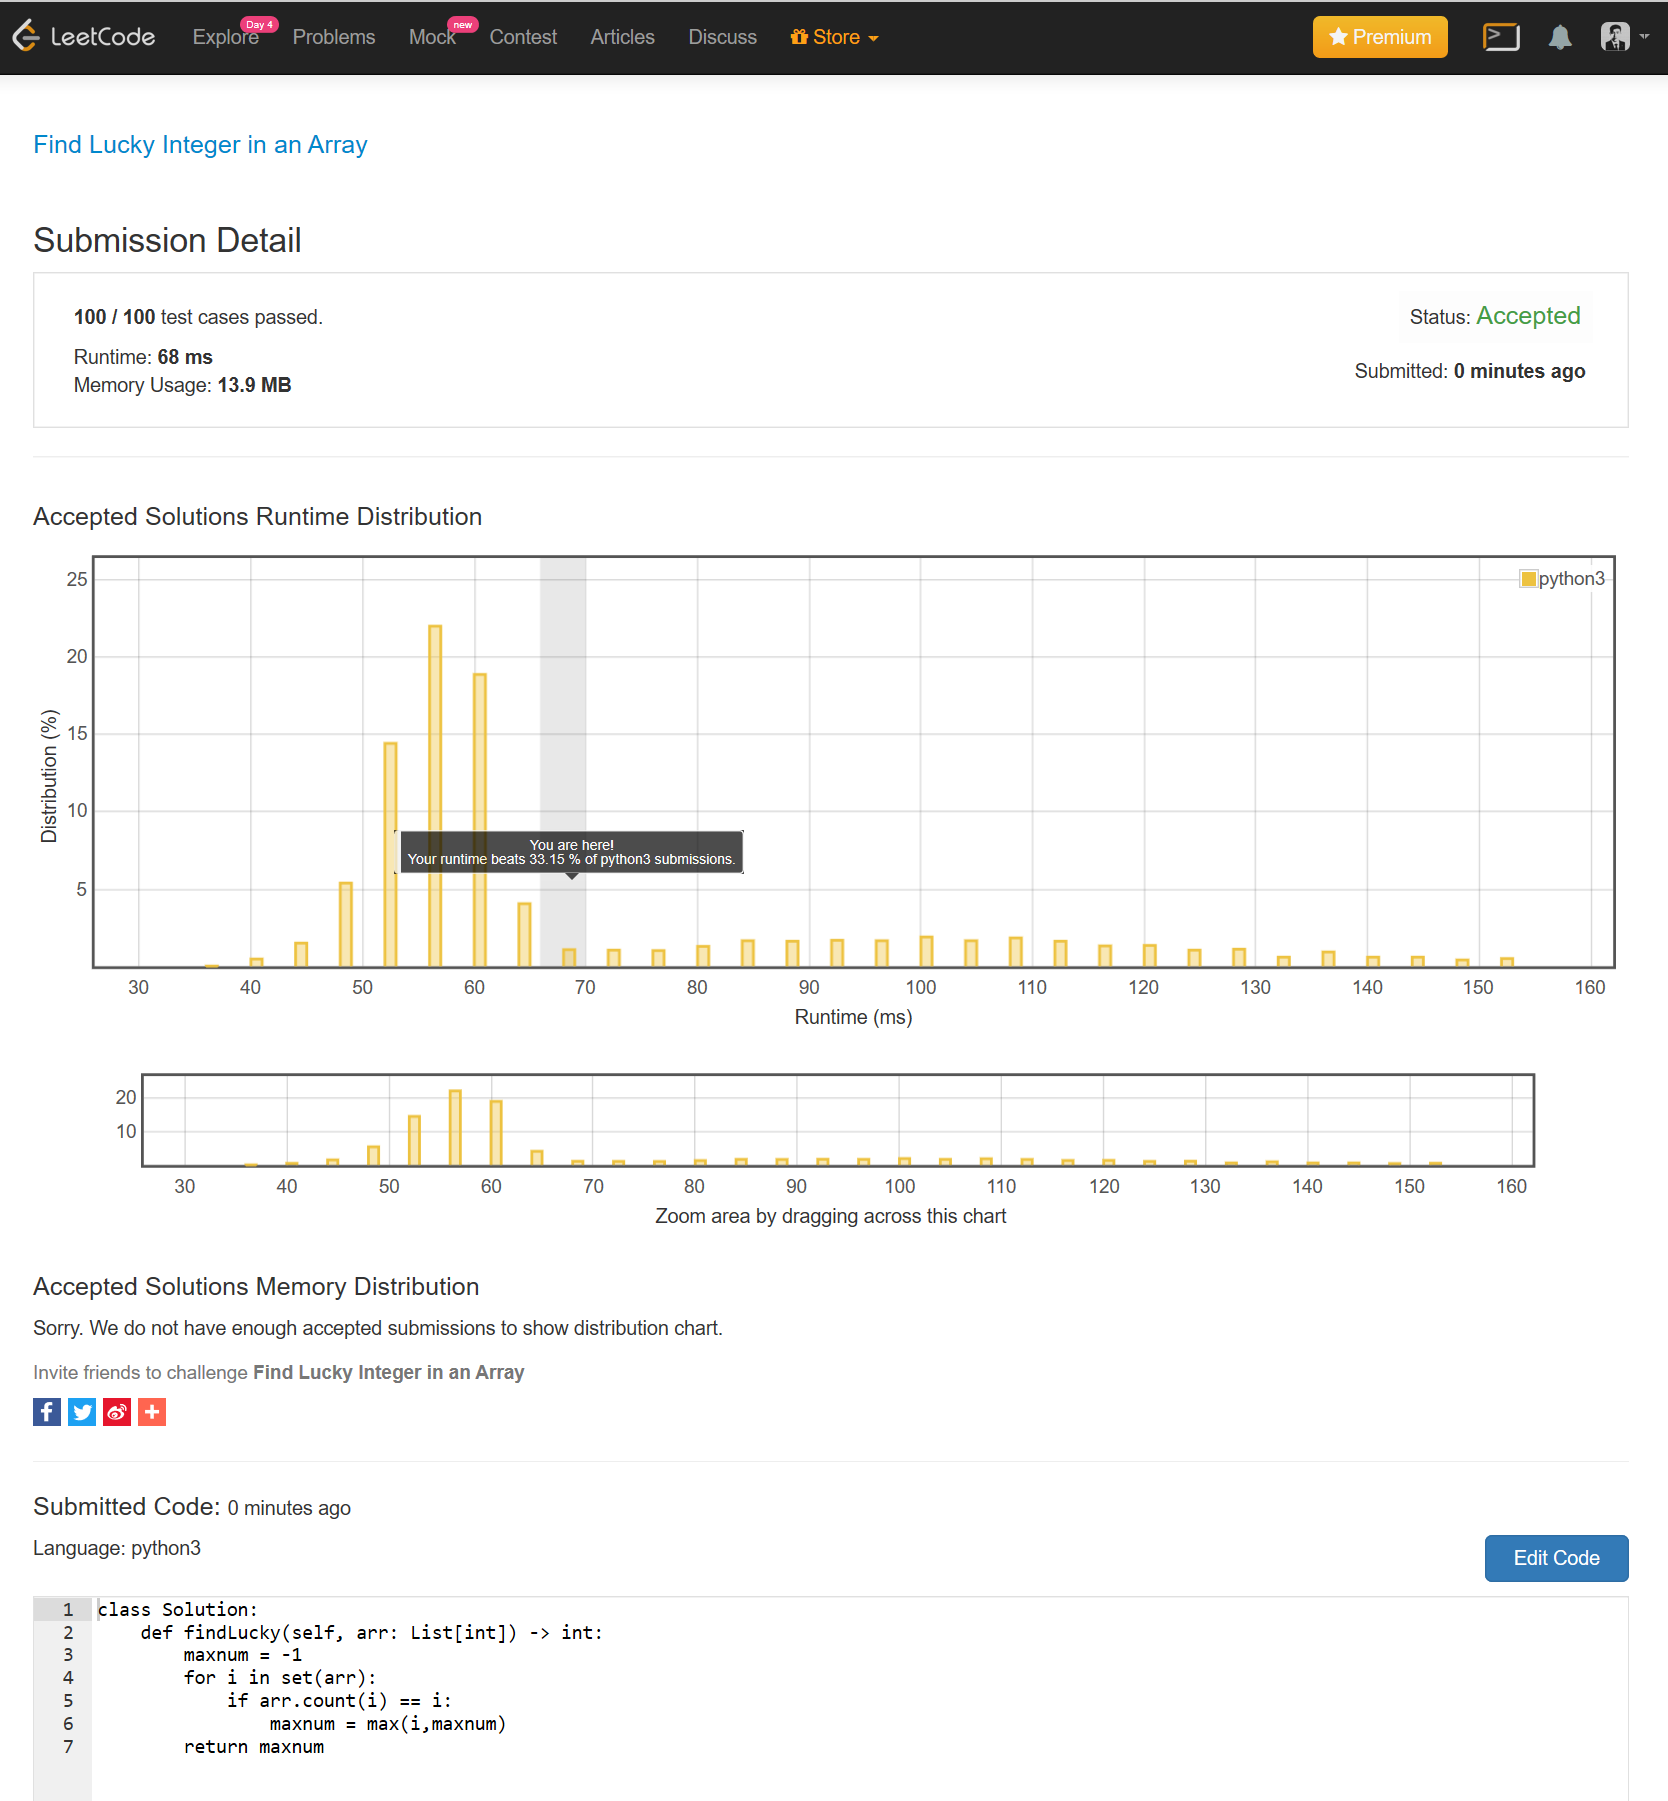 LeetCode Explore Day 4 Problems Mock new Contest Articles Discuss Store Premium
Find Lucky Integer in an Array
Submission Detail
100 / 100 test cases passed.
Status: Accepted
Runtime: 68 ms
Submitted: 0 minutes ago
Memory Usage: 13.9 MB
Accepted Solutions Runtime Distribution
25
python3
20
15
10
5
Distribution (%)
You are here!
Your runtime beats 33.15 % of python3 submissions.
30 40 50 60 70 80 90 100 110 120 130 140 150 160
Runtime (ms)
20
10
30 40 50 60 70 80 90 100 110 120 130 140 150 160
Zoom area by dragging across this chart
Accepted Solutions Memory Distribution
Sorry. We do not have enough accepted submissions to show distribution chart.
Invite friends to challenge Find Lucky Integer in an Array
Submitted Code: 0 minutes ago
Language: python3
Edit Code
1 class Solution:
2     def findLucky(self, arr: List[int]) -> int:
3         maxnum = -1
4         for i in set(arr):
5             if arr.count(i) == i:
6                 maxnum = max(i,maxnum)
7         return maxnum